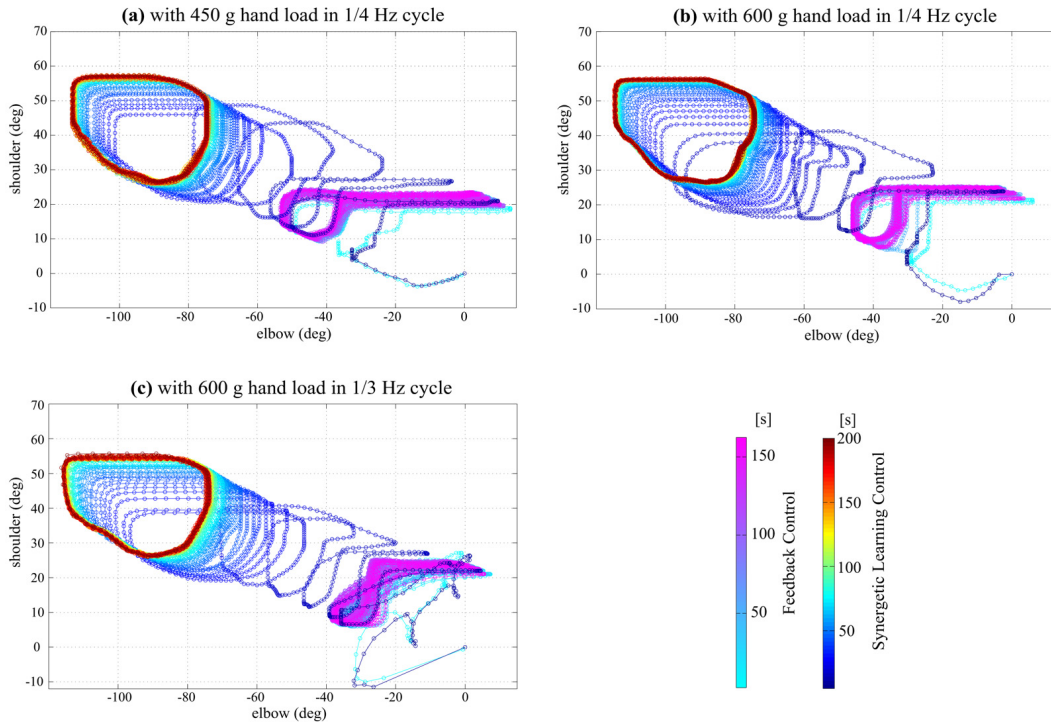 (a) with 450 g hand load in 1/4 Hz cycle
70
60
50
40
30
20
10
0
-10
shoulder (deg)
-100 -80 -60 -40 -20 0
elbow (deg)
(b) with 600 g hand load in 1/4 Hz cycle
70
60
50
40
30
20
10
0
-10
shoulder (deg)
-100 -80 -60 -40 -20 0
elbow (deg)
(c) with 600 g hand load in 1/3 Hz cycle
70
60
50
40
30
20
10
0
-10
shoulder (deg)
-100 -80 -60 -40 -20 0
elbow (deg)
[s]
150
100
50
Feedback Control
[s]
200
150
100
50
Synergetic Learning Control